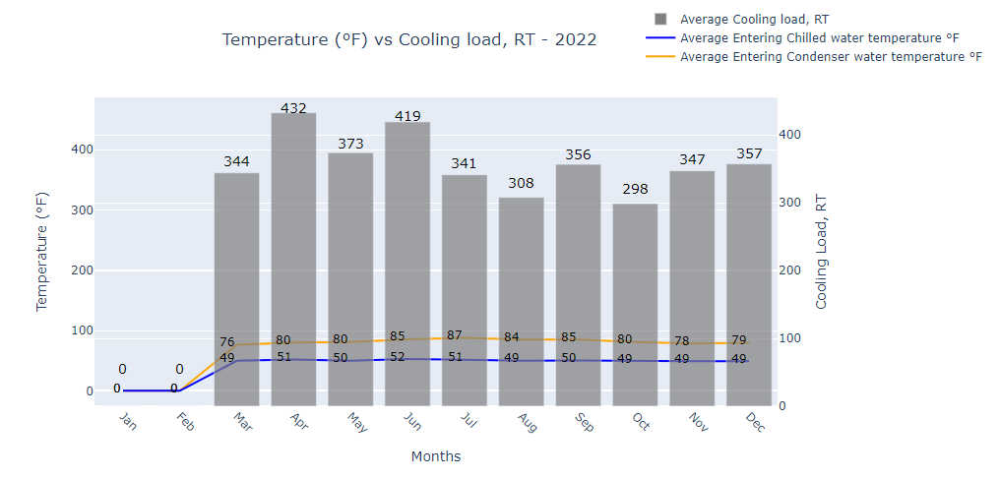 Temperature (°F) vs Cooling load, RT - 2022
Average Cooling load, RT
Average Entering Chilled water temperature °F
Average Entering Condenser water temperature °F
Temperature (°F)
400
300
200
100
0
Cooling Load, RT
400
300
200
100
0
0 0 344 432 373 419 341 308 356 298 347 357
0 0 76 80 80 85 87 84 85 80 78 79
0 0 49 51 50 52 51 49 50 49 49 49
Jan Feb Mar Apr May Jun Jul Aug Sep Oct Nov Dec
Months